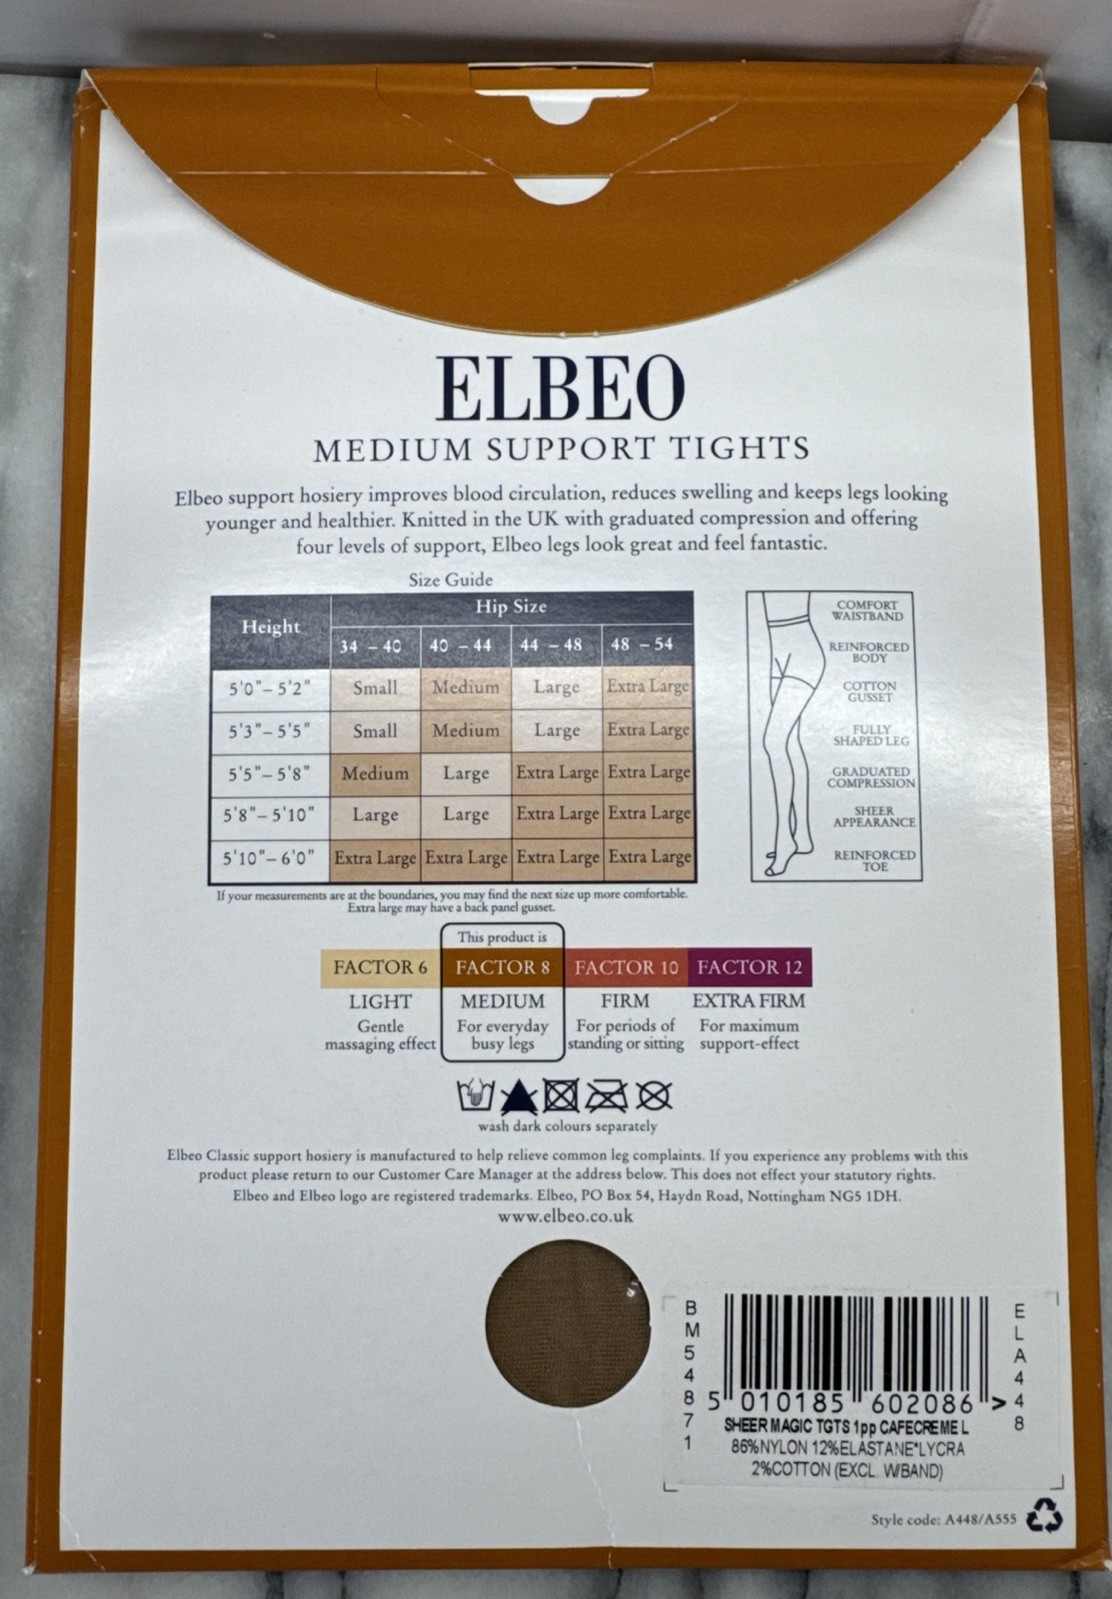 ELBEO
MEDIUM SUPPORT TIGHTS
Elbeo support hosiery improves blood circulation, reduces swelling and keeps legs looking
younger and healthier. Knitted in the UK with graduated compression and offering
four levels of support, Elbeo legs look great and feel fantastic.
Size Guide
Height
Hip Size
34 – 40 40 – 44 44 – 48 48 – 54
5'0"– 5'2" Small Medium Large Extra Large
5'3"– 5'5" Small Medium Large Extra Large
5'5"– 5'8" Medium Large Extra Large Extra Large
5'8"– 5'10" Large Large Extra Large Extra Large
5'10"– 6'0" Extra Large Extra Large Extra Large Extra Large
If your measurements are at the boundaries, you may find the next size up more comfortable.
Extra large may have a back panel gusset.
COMFORT
WAISTBAND
REINFORCED
BODY
COTTON
GUSSET
FULLY
SHAPED LEG
GRADUATED
COMPRESSION
SHEER
APPEARANCE
REINFORCED
TOE
This product is
FACTOR 6 FACTOR 8 FACTOR 10 FACTOR 12
LIGHT MEDIUM FIRM EXTRA FIRM
Gentle For everyday For periods of For maximum
massaging effect busy legs standing or sitting support-effect
wash dark colours separately
Elbeo Classic support hosiery is manufactured to help relieve common leg complaints. If you experience any problems with this
product please return to our Customer Care Manager at the address below. This does not effect your statutory rights.
Elbeo and Elbeo logo are registered trademarks. Elbeo, PO Box 54, Haydn Road, Nottingham NG5 1DH.
www.elbeo.co.uk
BM54871
ELA448
5 010185 602086 >
SHEER MAGIC TGTS 1pp CAFECREME L
86%NYLON 12%ELASTANE*LYCRA
2%COTTON (EXCL. W/BAND)
Style code: A448/A555